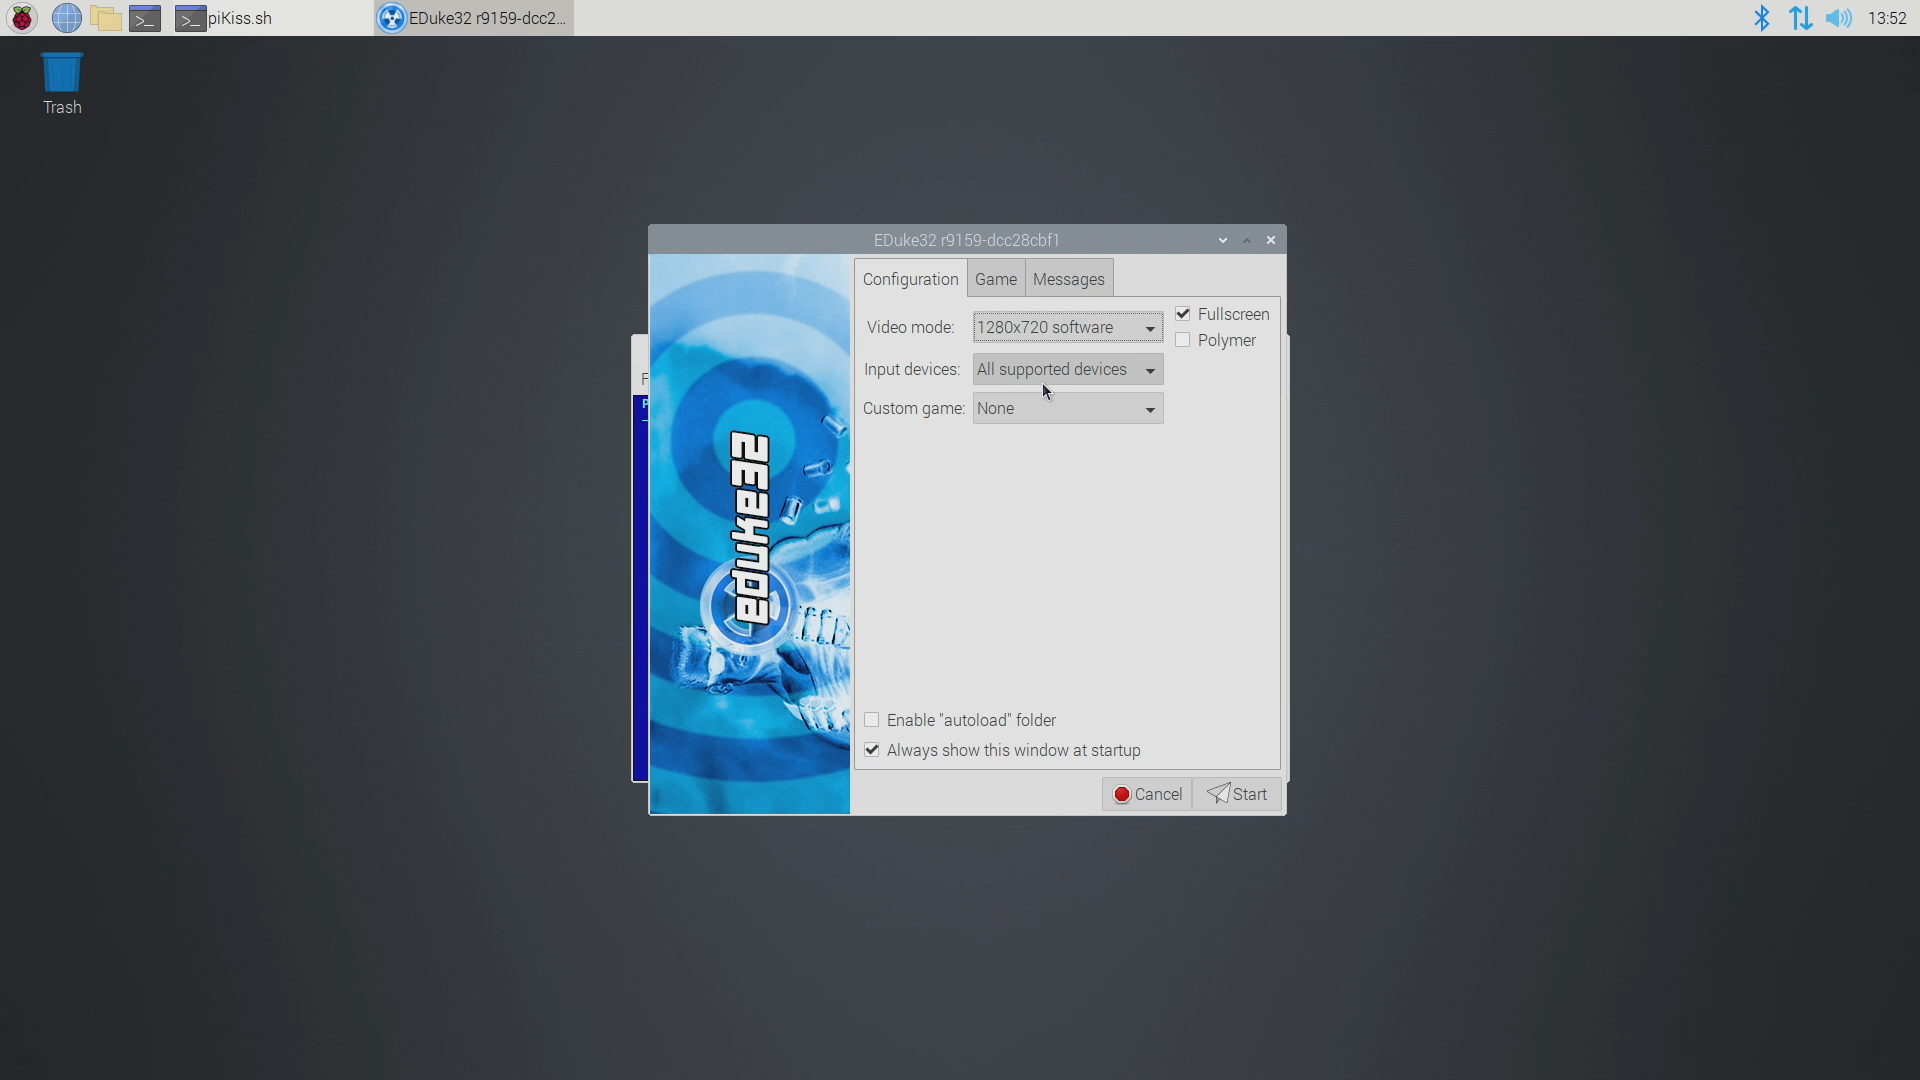 piKiss.sh
EDuke32 r9159-dcc2...
13:52
Trash
EDuke32 r9159-dcc28cbf1
Configuration
Game
Messages
Video mode:
1280x720 software
Fullscreen
Polymer
Input devices:
All supported devices
Custom game:
None
F
P
eduke32
Enable "autoload" folder
Always show this window at startup
Cancel
Start